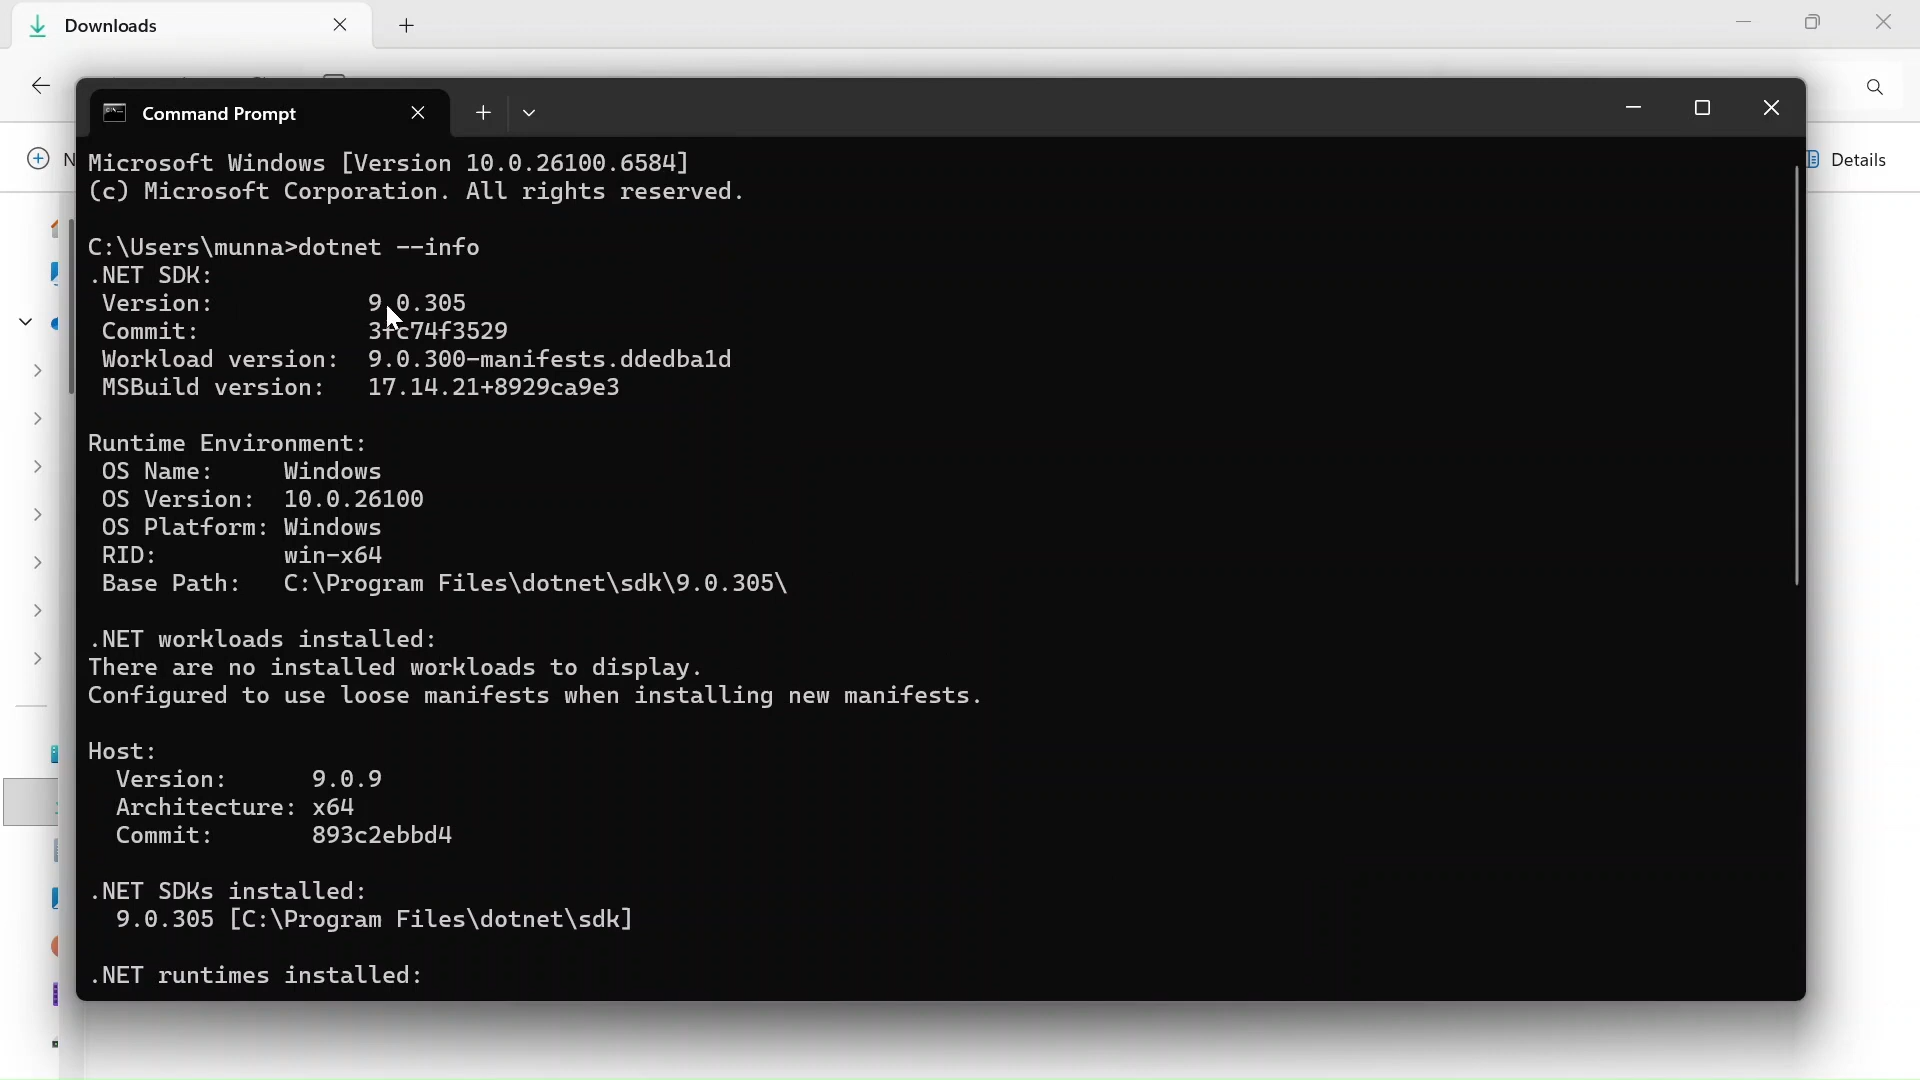 Downloads
Details
N
Command Prompt
Microsoft Windows [Version 10.0.26100.6584]
(c) Microsoft Corporation. All rights reserved.
C:\Users\munna>dotnet --info
.NET SDK:
Version: 9.0.305
Commit: 3fc74f3529
Workload version: 9.0.300-manifests.ddedba1d
MSBuild version: 17.14.21+8929ca9e3
Runtime Environment:
OS Name: Windows
OS Version: 10.0.26100
OS Platform: Windows
RID: win-x64
Base Path: C:\Program Files\dotnet\sdk\9.0.305\
.NET workloads installed:
There are no installed workloads to display.
Configured to use loose manifests when installing new manifests.
Host:
Version: 9.0.9
Architecture: x64
Commit: 893c2ebbd4
.NET SDKs installed:
9.0.305 [C:\Program Files\dotnet\sdk]
.NET runtimes installed: